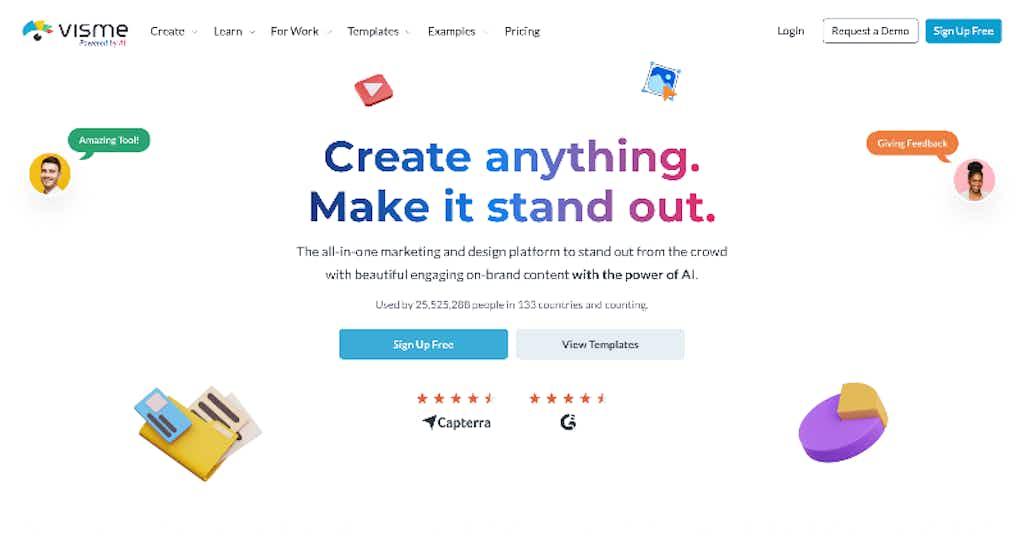 visme
Powered by AI
Create
Learn
For Work
Templates
Examples
Pricing
Login
Request a Demo
Sign Up Free
Amazing Tool!
Giving Feedback
Create anything.
Make it stand out.
The all-in-one marketing and design platform to stand out from the crowd
with beautiful engaging on-brand content with the power of AI.
Used by 25,525,288 people in 133 countries and counting.
Sign Up Free
View Templates
Capterra
G2